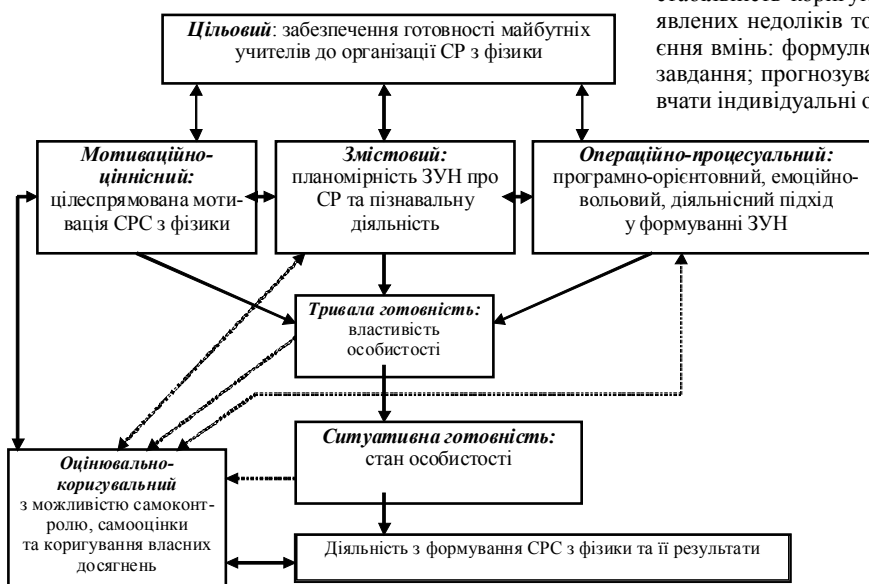 явлених недоліків то
єння вмінь: формулю
завдання; прогнозува
вчати індивідуальні о
Цільовий: забезпечення готовності майбутніх
учителів до організації СР з фізики
Мотиваційно-
ціннісний:
цілеспрямована моти-
вація СРС з фізики
Змістовий:
планомірність ЗУН про
СР та пізнавальну
діяльність
Операційно-процесуальний:
програмно-орієнтовний, емоційно-
вольовий, діяльнісний підхід
у формуванні ЗУН
Тривала готовність:
властивість
особистості
Ситуативна готовність:
стан особистості
Оцінювально-
коригувальний
з можливістю самоконт-
ролю, самооцінки
та коригування власних
досягнень
Діяльність з формування СРС з фізики та її результати